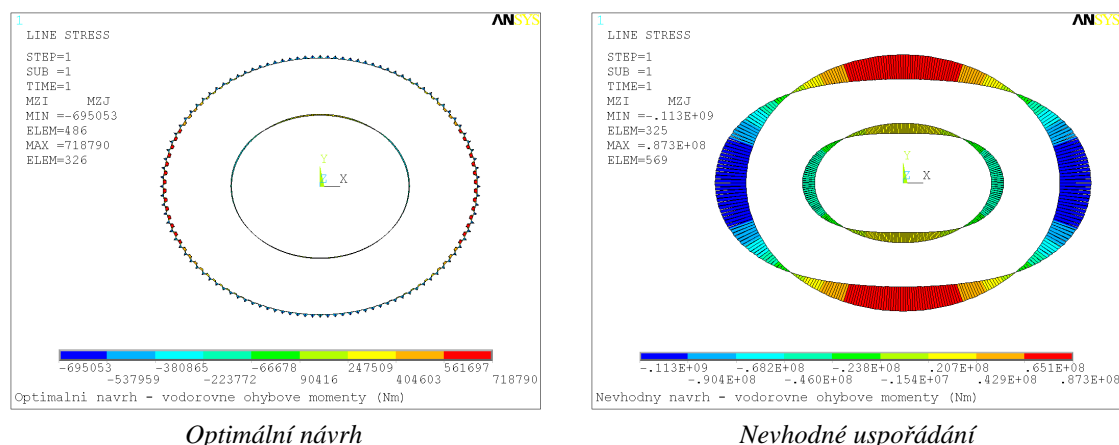 1
ANSYS
LINE STRESS
STEP=1
SUB =1
TIME=1
MZI MZJ
MIN =-695053
ELEM=486
MAX =718790
ELEM=326
Y
Z X
-695053 -380865 -66678 247509 561697
-537959 -223772 90416 404603 718790
Optimalni navrh - vodorovne ohybove momenty (Nm)
Optimální návrh
1
ANSYS
LINE STRESS
STEP=1
SUB =1
TIME=1
MZI MZJ
MIN =-.113E+09
ELEM=325
MAX =.873E+08
ELEM=569
Y
Z X
-.113E+09 -.682E+08 -.238E+08 .207E+08 .651E+08
-.904E+08 -.460E+08 -.154E+07 .429E+08 .873E+08
Nevhodny navrh - vodorovne ohybove momenty (Nm)
Nevhodné uspořádání